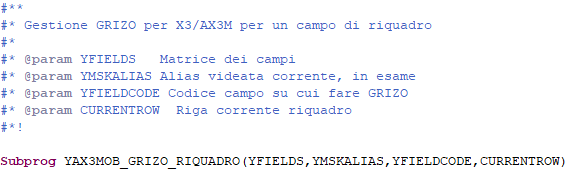 #**
#* Gestione GRIZO per X3/AX3M per un campo di riquadro
#*
#* @param YFIELDS   Matrice dei campi
#* @param YMSKALIAS Alias videata corrente, in esame
#* @param YFIELDCODE Codice campo su cui fare GRIZO
#* @param CURRENTROW  Riga corrente riquadro
#*!
Subprog YAX3MOB_GRIZO_RIQUADRO(YFIELDS,YMSKALIAS,YFIELDCODE,CURRENTROW)